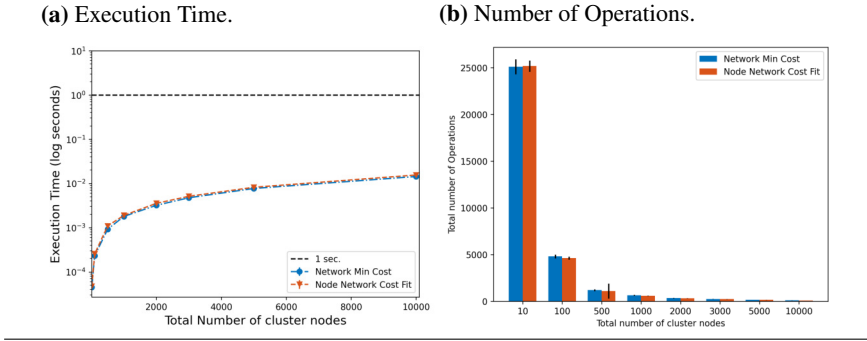 (a) Execution Time.
(b) Number of Operations.
10¹
10⁰
10⁻¹
10⁻²
10⁻³
10⁻⁴
Execution Time (log seconds)
1 sec.
Network Min Cost
Node Network Cost Fit
2000 4000 6000 8000 10000
Total Number of cluster nodes
Network Min Cost
Node Network Cost Fit
25000
20000
15000
10000
5000
0
Total number of Operations
10 100 500 1000 2000 3000 5000 10000
Total number of cluster nodes